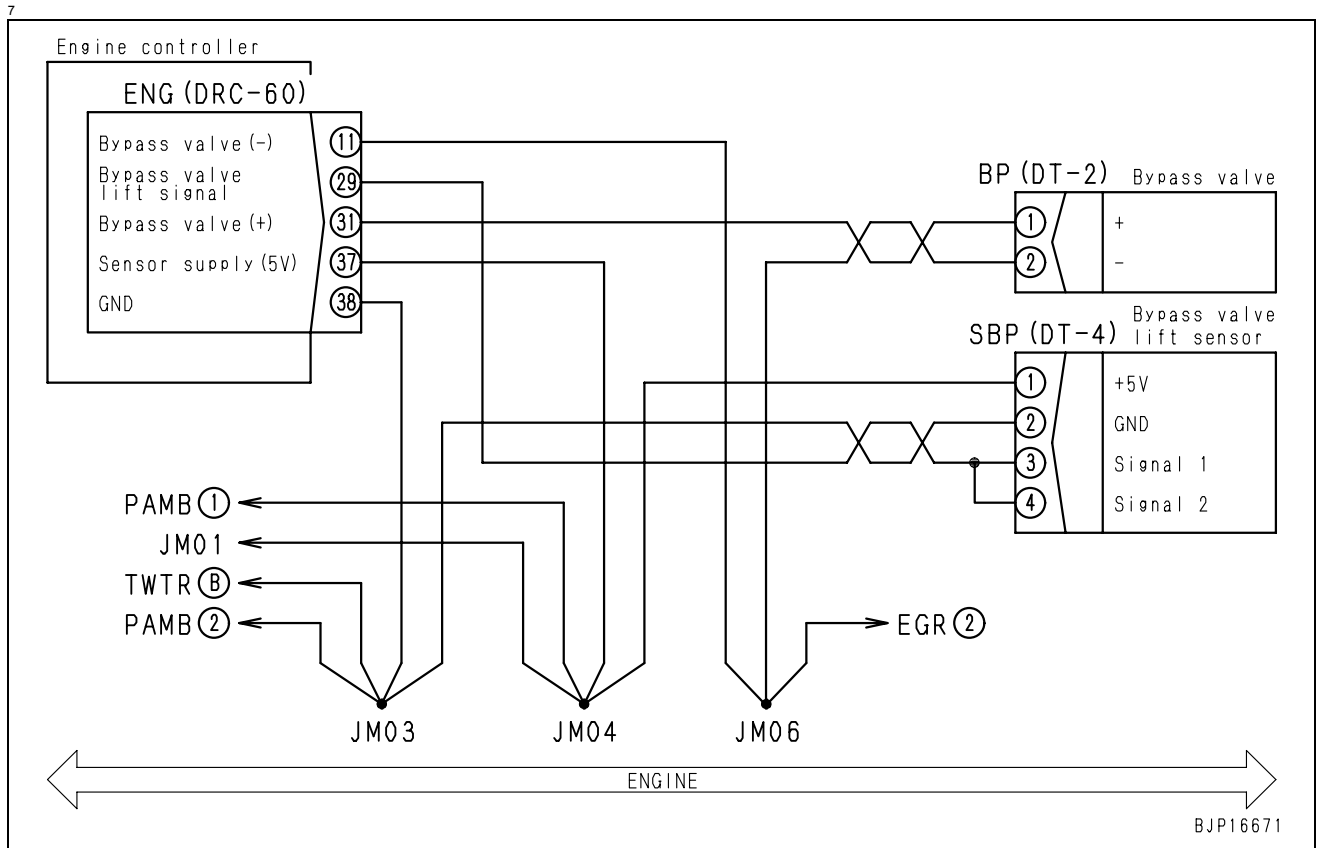 7
Engine controller
ENG (DRC-60)
Bypass valve (-)
11
Bypass valve
lift signal
29
Bypass valve (+)
31
Sensor supply (5V)
37
GND
38
BP (DT-2) Bypass valve
1 +
2 -
Bypass valve
SBP (DT-4) lift sensor
1 +5V
2 GND
3 Signal 1
4 Signal 2
PAMB 1
JM01
TWTR B
PAMB 2
EGR 2
JM03 JM04 JM06
ENGINE
BJP16671